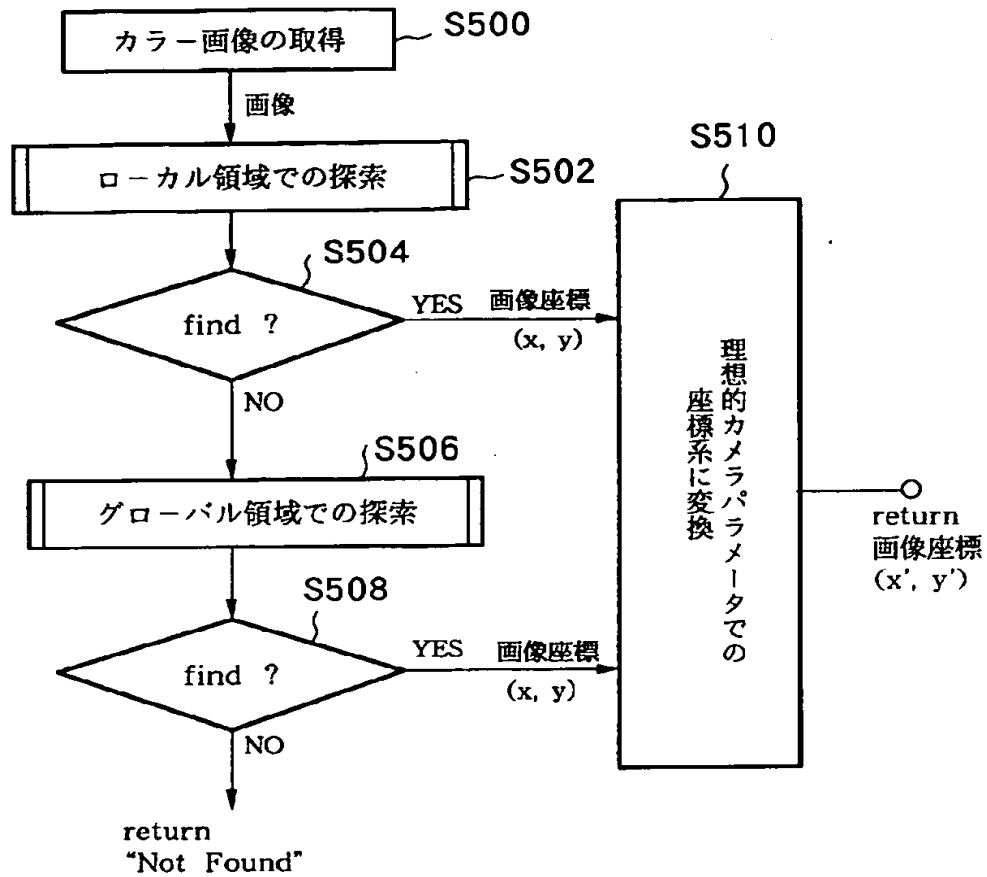 カラー画像の取得
S500
画像
ローカル領域での探索
S502
S504
find ?
YES
画像座標
(x, y)
NO
S506
グローバル領域での探索
S508
find ?
YES
画像座標
(x, y)
NO
return
“Not Found”
S510
理想的カメラパラメータでの
座標系に変換
return
画像座標
(x', y')